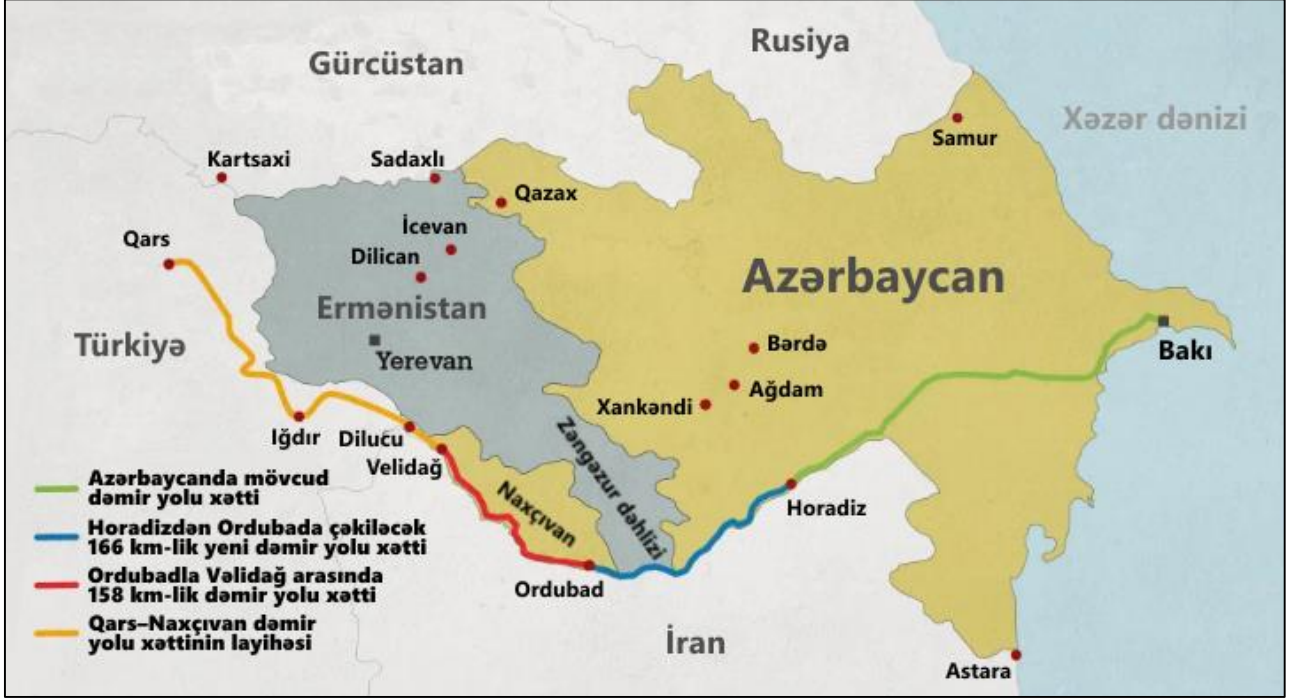 Rusiya
Gürcüstan
Xəzər dənizi
Samur
Kartsaxi
Sadaxlı
Qazax
İcevan
Qars
Dilican
Azərbaycan
Ermənistan
Türkiyə
Yerevan
Bərdə
Bakı
Ağdam
Xankəndi
Zəngəzur dəhlizi
Iğdır
Dilucu
Velidağ
Naxçıvan
Horadiz
Ordubad
İran
Astara
Azərbaycanda mövcud
dəmir yolu xətti
Horadizdən Ordubada çəkiləcək
166 km-lik yeni dəmir yolu xətti
Ordubadla Vəlidağ arasında
158 km-lik dəmir yolu xətti
Qars–Naxçıvan dəmir
yolu xəttinin layihəsi